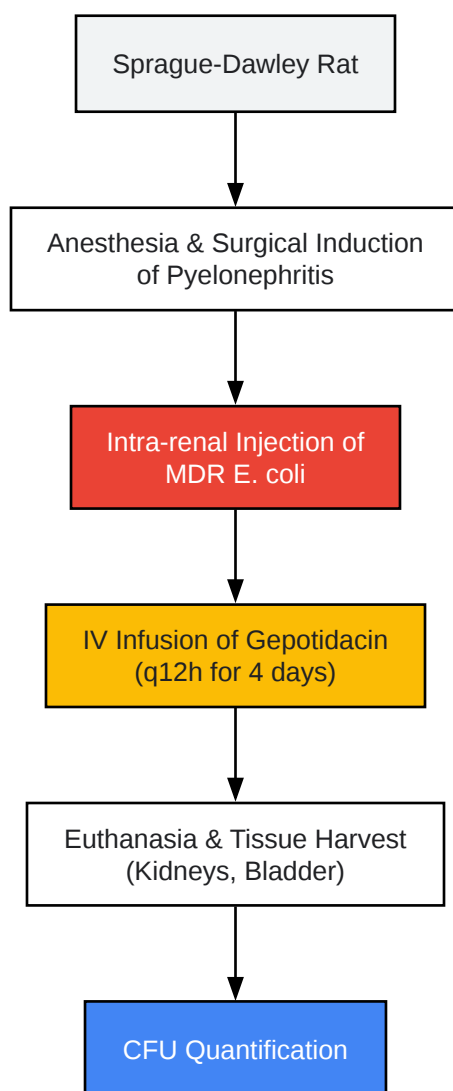 Sprague-Dawley Rat
Anesthesia & Surgical Induction
of Pyelonephritis
Intra-renal Injection of
MDR E. coli
IV Infusion of Gepotidacin
(q12h for 4 days)
Euthanasia & Tissue Harvest
(Kidneys, Bladder)
CFU Quantification